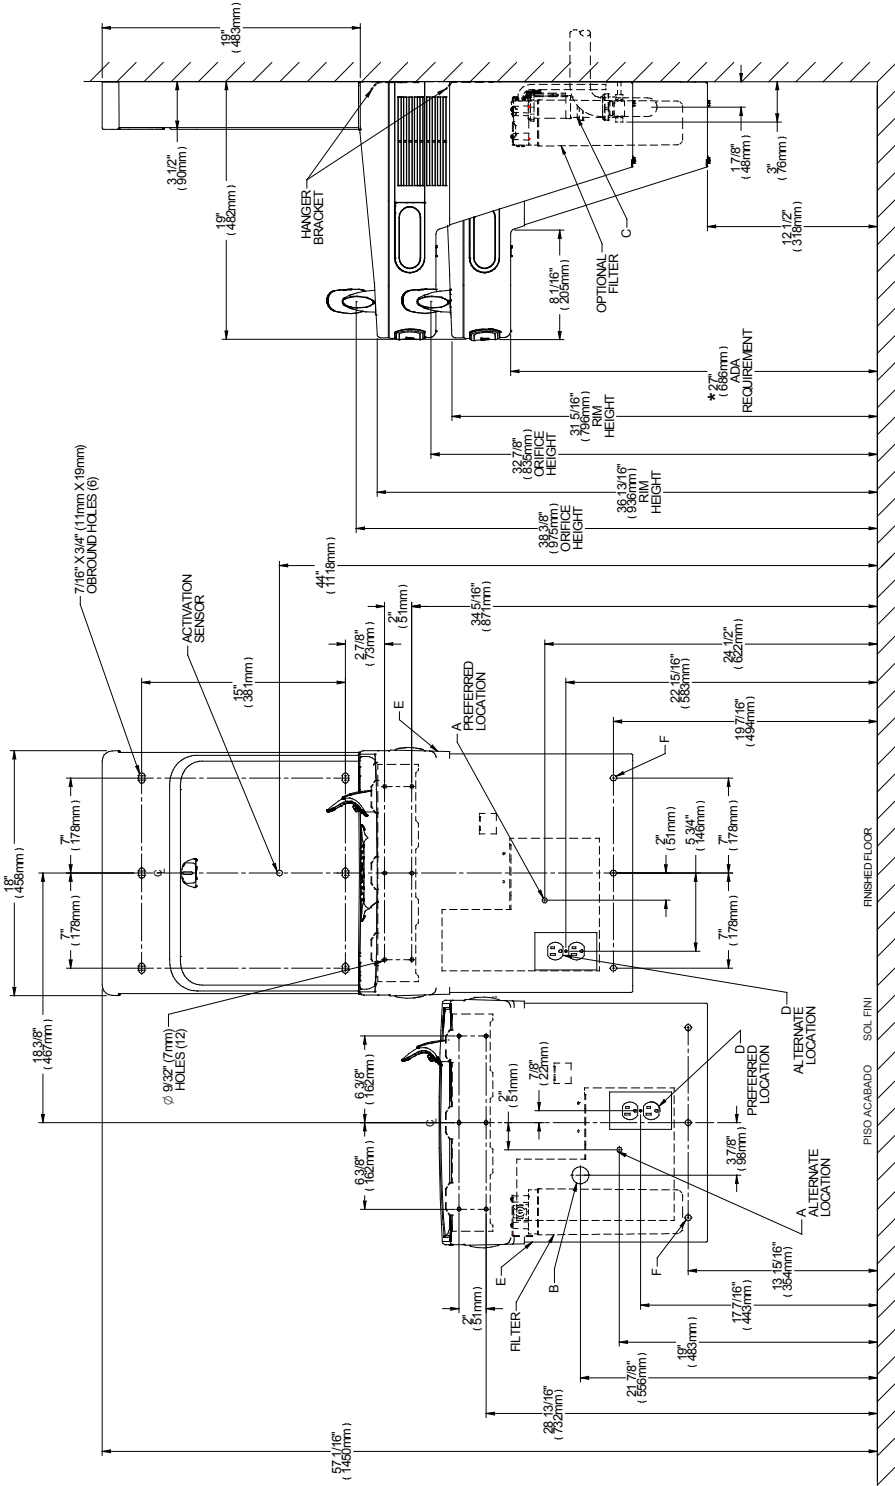 19"
(483mm)
3 1/2"
(90mm)
19"
(482mm)
HANGER
BRACKET
1 7/8"
(48mm)
3"
(76mm)
C
8 1/16"
(205mm)
OPTIONAL
FILTER
12 1/2"
(318mm)
*27"
(686mm)
ADA
REQUIREMENT
31 5/16"
(796mm)
RIM
HEIGHT
32 7/8"
(835mm)
ORIFICE
HEIGHT
36 13/16"
(936mm)
RIM
HEIGHT
38 3/8"
(975mm)
ORIFICE
HEIGHT
7/16" X 3/4" (11mm X 19mm)
OBROUND HOLES (6)
ACTIVATION
SENSOR
44"
(1118mm)
15"
(381mm)
2 7/8"
(73mm)
2"
(51mm)
34 5/16"
(871mm)
E
A
PREFERRED
LOCATION
24 1/2"
(622mm)
22 15/16"
(583mm)
19 7/16"
(494mm)
18"
(458mm)
7"
(178mm)
7"
(178mm)
F
2"
(51mm)
5 3/4"
(146mm)
7"
(178mm)
7"
(178mm)
FINISHED FLOOR
18 3/8"
(467mm)
Ø 9/32" (7mm)
HOLES (12)
6 3/8"
(162mm)
6 3/8"
(162mm)
2"
(51mm)
7/8"
(22mm)
D
ALTERNATE
LOCATION
D
PREFERRED
LOCATION
3 7/8"
(98mm)
A
ALTERNATE
LOCATION
PISO ACABADO SOL FINI
2"
(51mm)
E
FILTER
B
F
13 15/16"
(354mm)
17 7/16"
(443mm)
19"
(483mm)
21 7/8"
(556mm)
28 13/16"
(732mm)
57 1/16"
(1450mm)